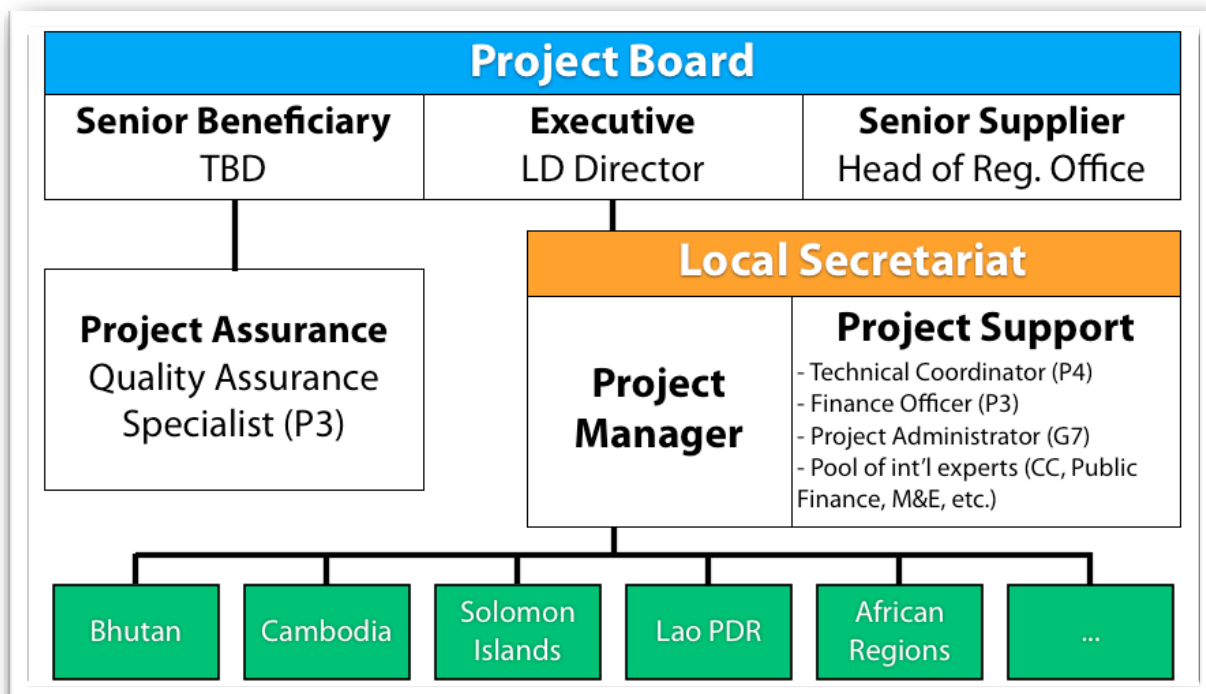 Project Board
Senior Beneficiary
TBD
Executive
LD Director
Senior Supplier
Head of Reg. Office
Local Secretariat
Project Assurance
Quality Assurance
Specialist (P3)
Project
Manager
Project Support
- Technical Coordinator (P4)
- Finance Officer (P3)
- Project Administrator (G7)
- Pool of int'l experts (CC, Public
Finance, M&E, etc.)
Bhutan
Cambodia
Solomon
Islands
Lao PDR
African
Regions
...